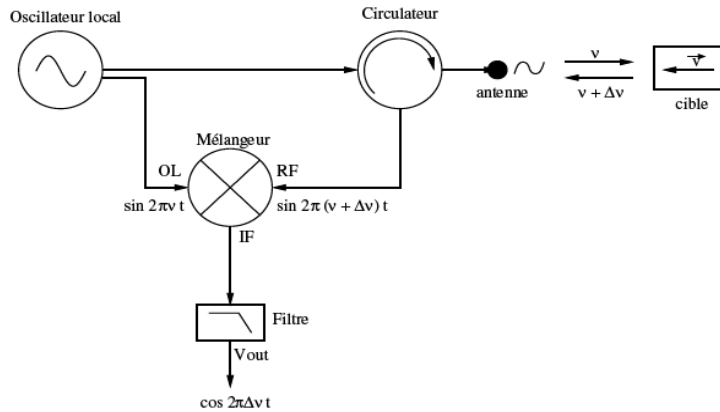 Oscillateur local
Circulateur
ν
ν + Δν
v
antenne
cible
Mélangeur
OL
RF
sin 2πν t
sin 2π (ν + Δν) t
IF
Filtre
Vout
cos 2πΔν t